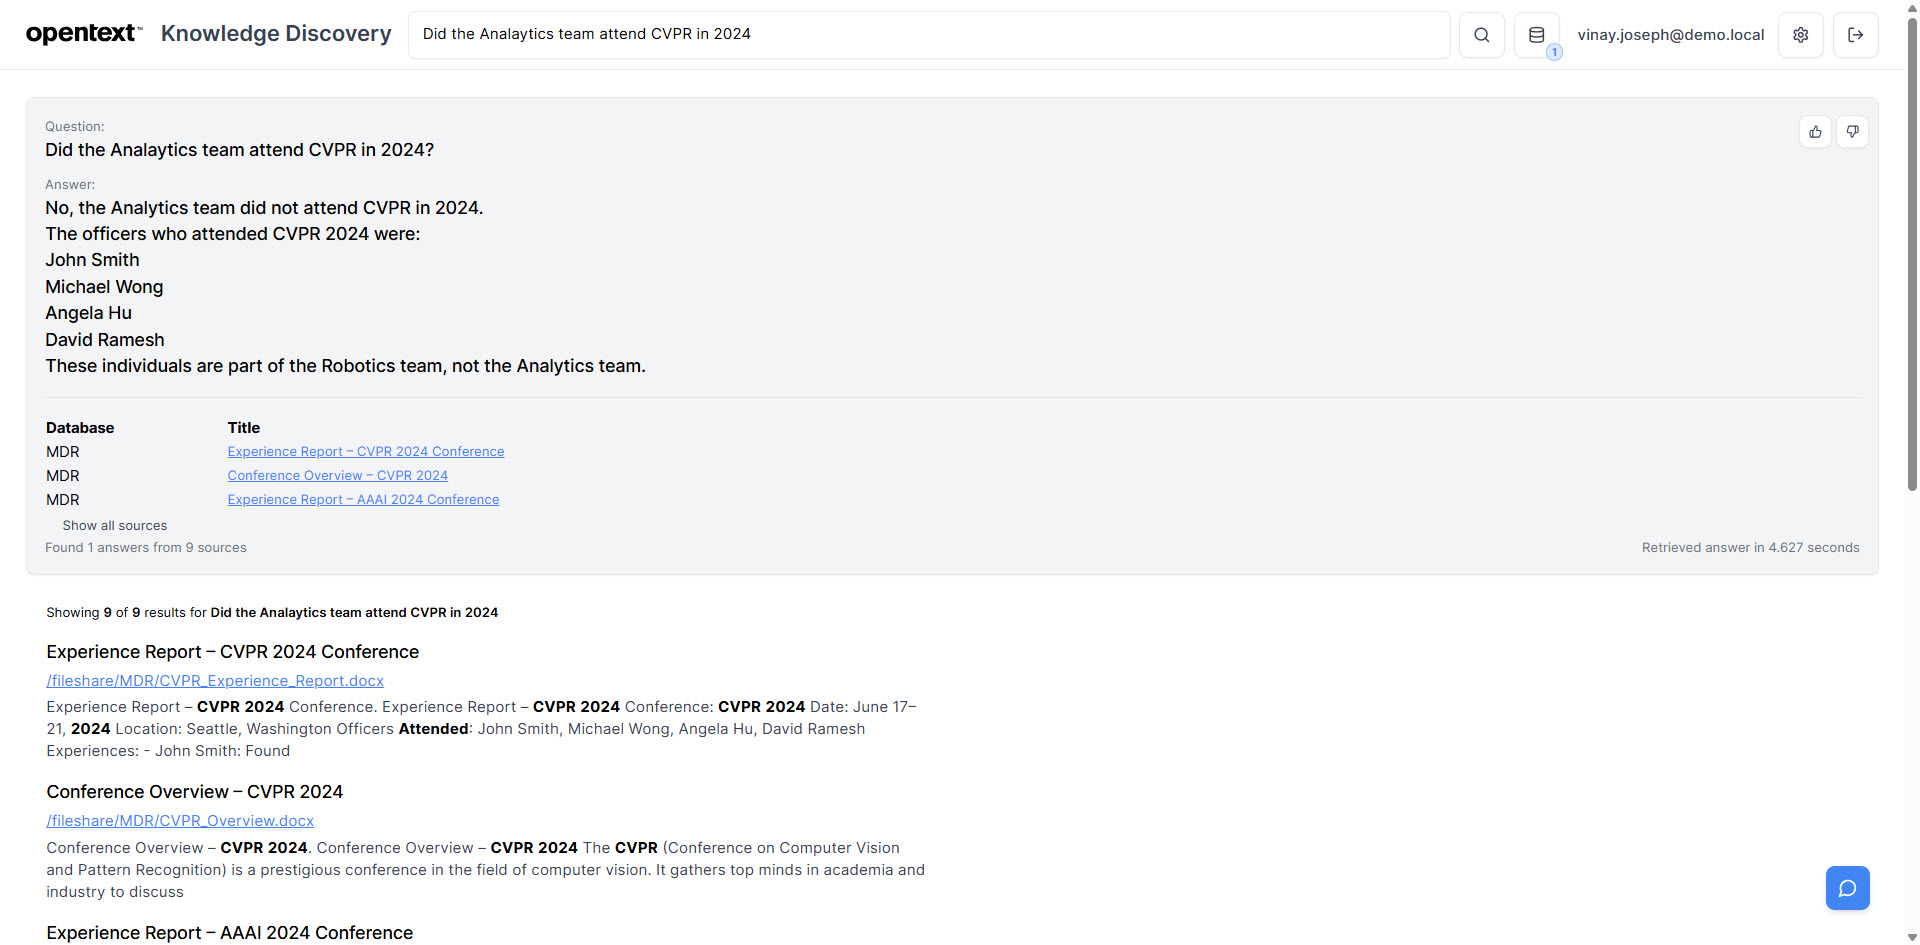 opentext™ Knowledge Discovery
Did the Analaytics team attend CVPR in 2024
1
vinay.joseph@demo.local
Question:
Did the Analaytics team attend CVPR in 2024?
Answer:
No, the Analytics team did not attend CVPR in 2024.
The officers who attended CVPR 2024 were:
John Smith
Michael Wong
Angela Hu
David Ramesh
These individuals are part of the Robotics team, not the Analytics team.
Database Title
MDR Experience Report – CVPR 2024 Conference
MDR Conference Overview – CVPR 2024
MDR Experience Report – AAAI 2024 Conference
Show all sources
Found 1 answers from 9 sources
Retrieved answer in 4.627 seconds
Showing 9 of 9 results for Did the Analaytics team attend CVPR in 2024
Experience Report – CVPR 2024 Conference
/fileshare/MDR/CVPR_Experience_Report.docx
Experience Report – CVPR 2024 Conference. Experience Report – CVPR 2024 Conference: CVPR 2024 Date: June 17–
21, 2024 Location: Seattle, Washington Officers Attended: John Smith, Michael Wong, Angela Hu, David Ramesh
Experiences: - John Smith: Found
Conference Overview – CVPR 2024
/fileshare/MDR/CVPR_Overview.docx
Conference Overview – CVPR 2024. Conference Overview – CVPR 2024 The CVPR (Conference on Computer Vision
and Pattern Recognition) is a prestigious conference in the field of computer vision. It gathers top minds in academia and
industry to discuss
Experience Report – AAAI 2024 Conference